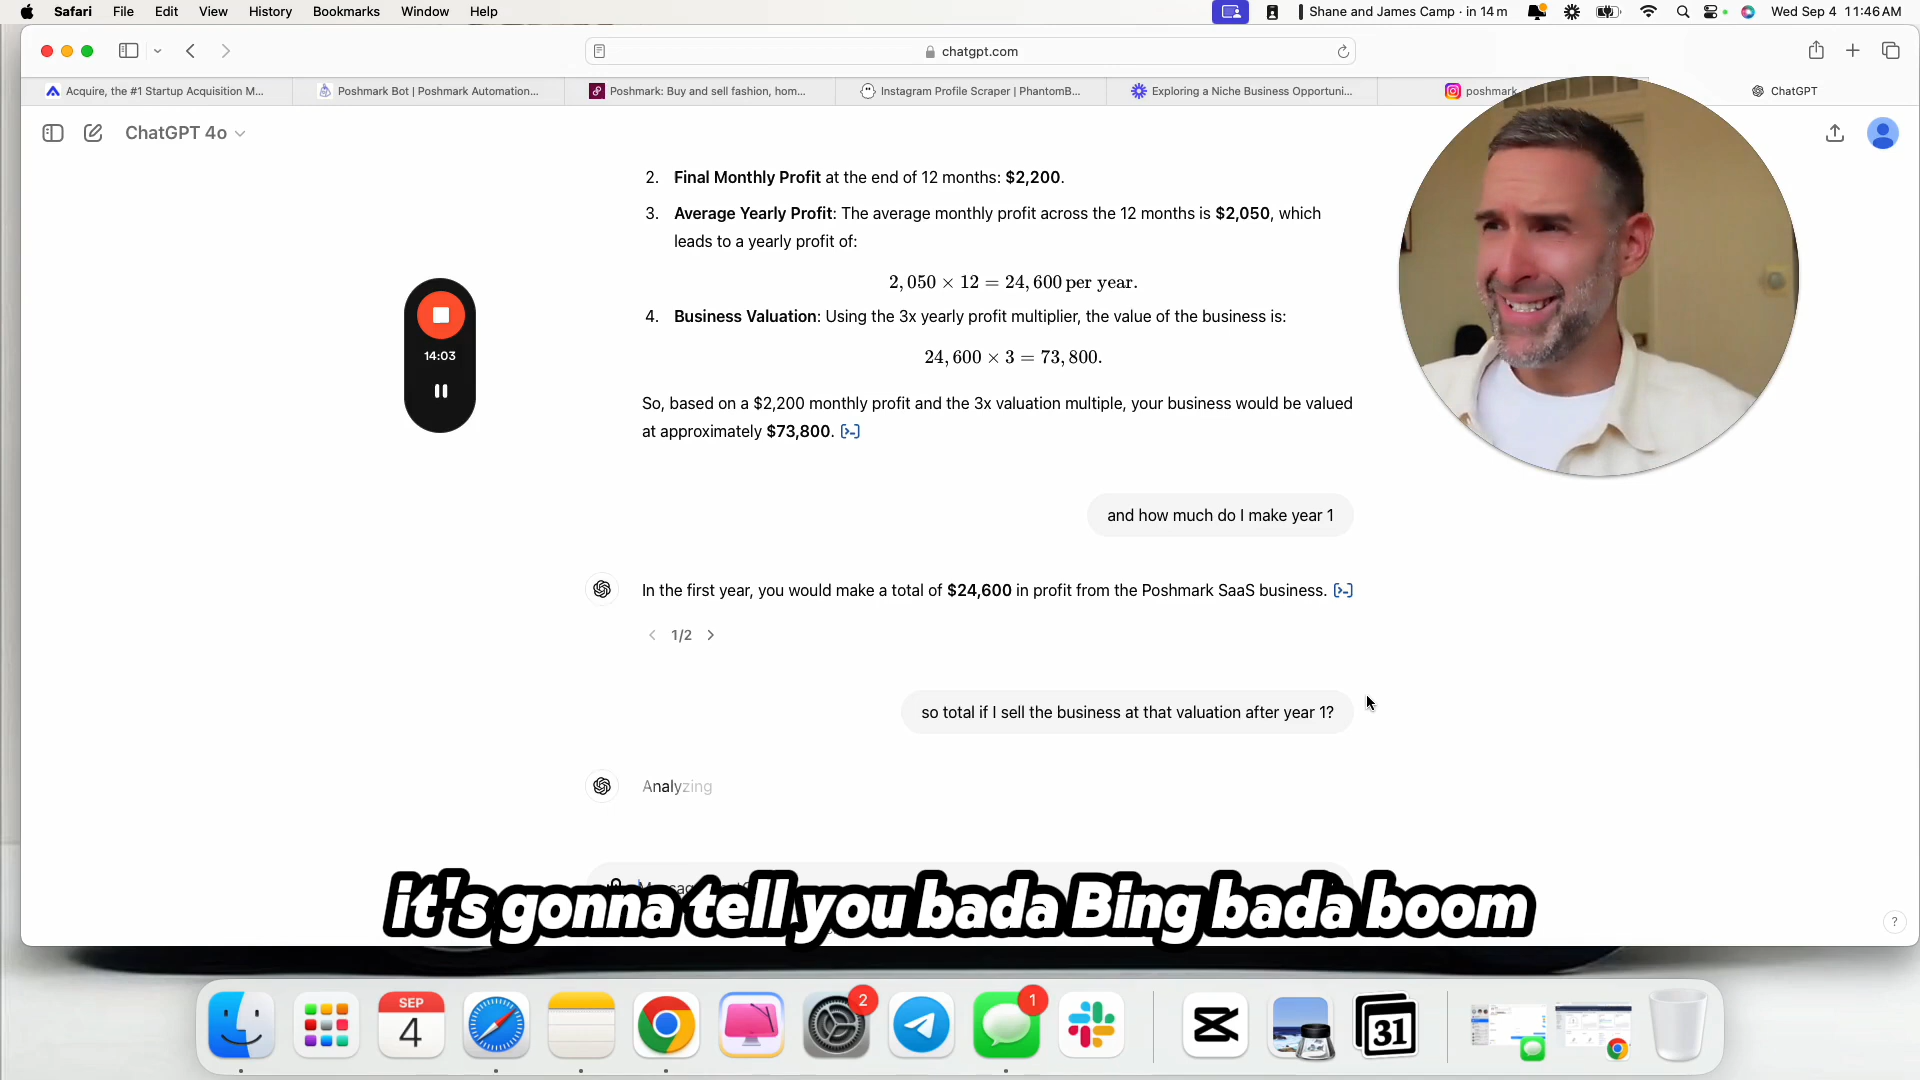 Safari File Edit View History Bookmarks Window Help
Shane and James Camp · in 14 m
Wed Sep 4 11:46 AM
chatgpt.com
Acquire, the #1 Startup Acquisition M...
Poshmark Bot | Poshmark Automation...
Poshmark: Buy and sell fashion, hom...
Instagram Profile Scraper | PhantomB...
Exploring a Niche Business Opportuni...
poshmark
ChatGPT
ChatGPT 4o
2. Final Monthly Profit at the end of 12 months: $2,200.
3. Average Yearly Profit: The average monthly profit across the 12 months is $2,050, which
leads to a yearly profit of:
2,050 × 12 = 24,600 per year.
4. Business Valuation: Using the 3x yearly profit multiplier, the value of the business is:
24,600 × 3 = 73,800.
14:03
So, based on a $2,200 monthly profit and the 3x valuation multiple, your business would be valued
at approximately $73,800.
and how much do I make year 1
In the first year, you would make a total of $24,600 in profit from the Poshmark SaaS business.
1/2
so total if I sell the business at that valuation after year 1?
Analyzing
it's gonna tell you bada Bing bada boom
?
SEP
4
2
1
31